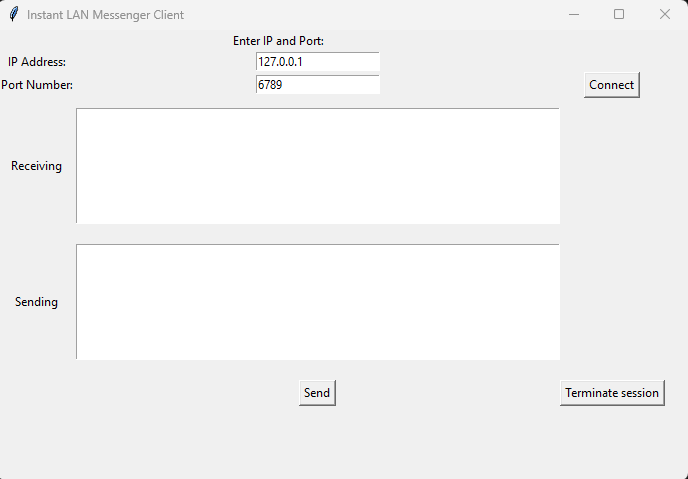 Instant LAN Messenger Client
Enter IP and Port:
IP Address: 127.0.0.1
Port Number: 6789 Connect
Receiving
Sending
Send Terminate session